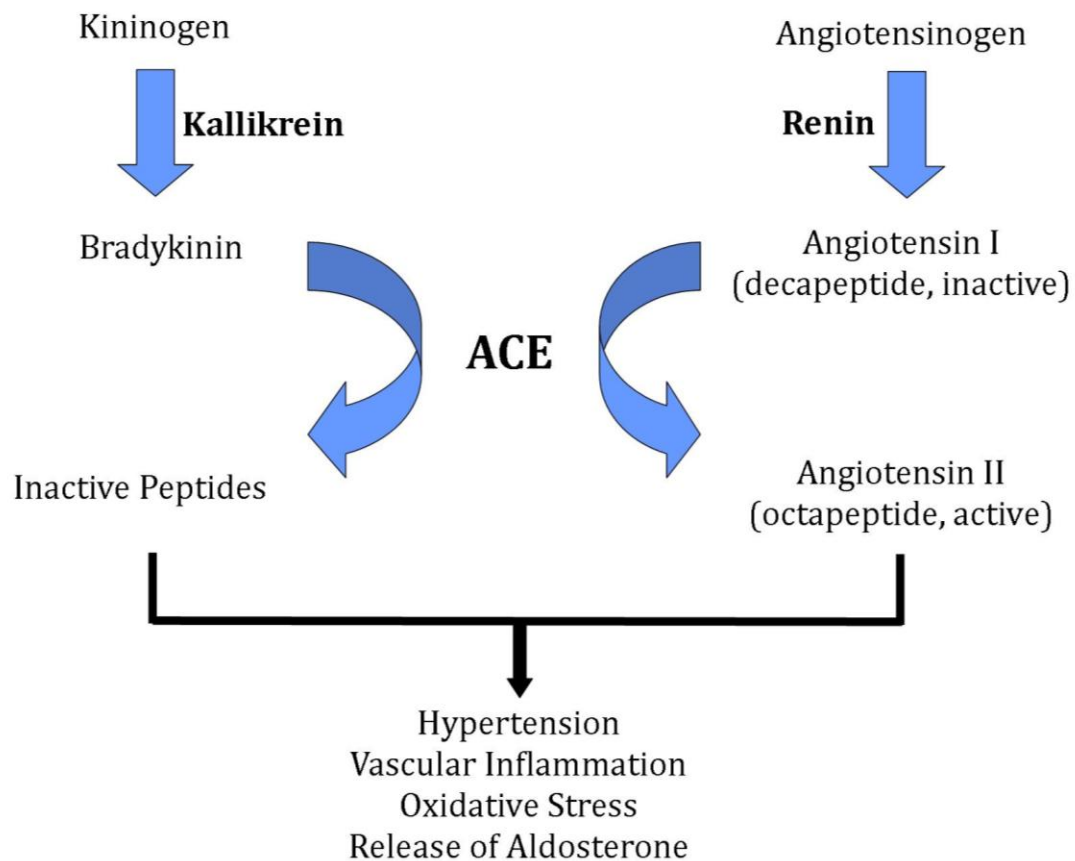 Kininogen
Angiotensinogen
Kallikrein
Renin
Bradykinin
Angiotensin I
(decapeptide, inactive)
ACE
Inactive Peptides
Angiotensin II
(octapeptide, active)
Hypertension
Vascular Inflammation
Oxidative Stress
Release of Aldosterone